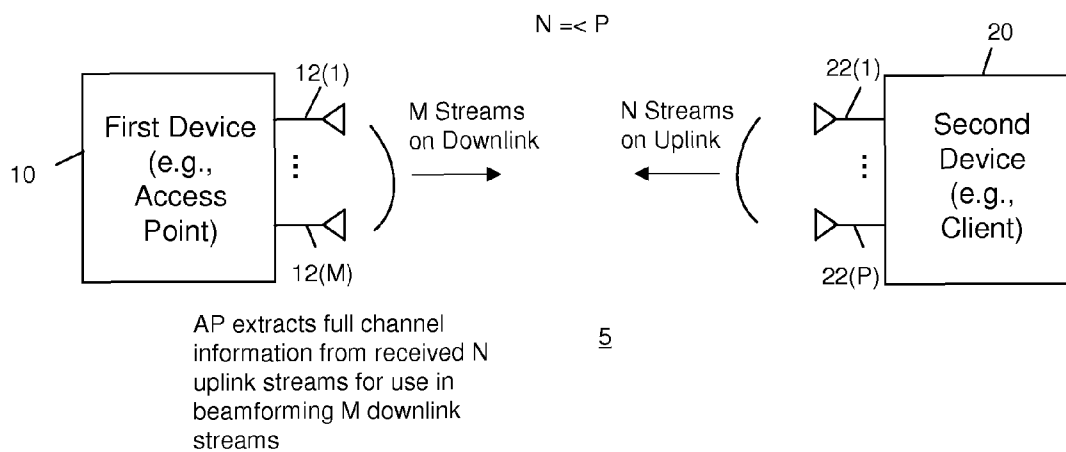 N =< P
20
12(1)
22(1)
First Device
(e.g.,
Access
Point)
M Streams
on Downlink
N Streams
on Uplink
Second
Device
(e.g.,
Client)
10
⋮
⋮
12(M)
22(P)
AP extracts full channel
information from received N
uplink streams for use in
beamforming M downlink
streams
5